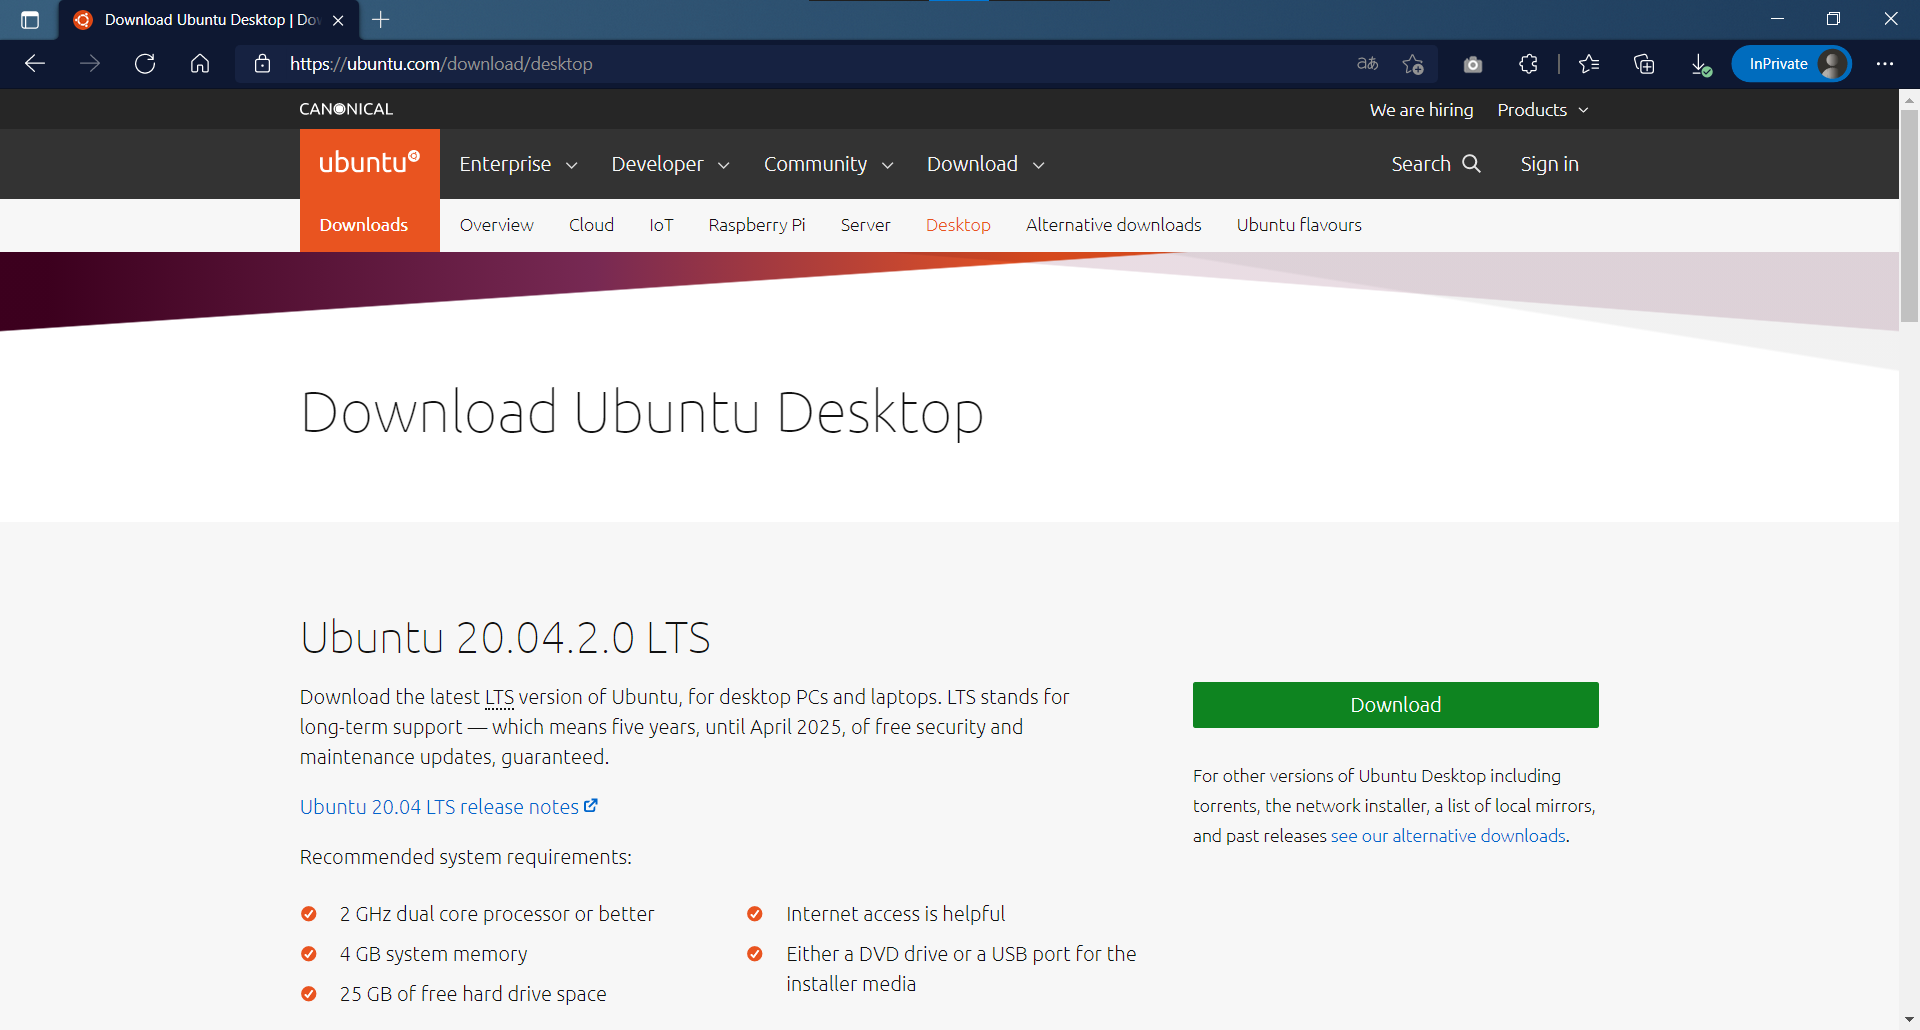 Download Ubuntu Desktop | Do
https://ubuntu.com/download/desktop
aあ
InPrivate
CANONICAL
We are hiring Products
ubuntu
Enterprise Developer Community Download Search Sign in
Downloads Overview Cloud IoT Raspberry Pi Server Desktop Alternative downloads Ubuntu flavours
Download Ubuntu Desktop
Ubuntu 20.04.2.0 LTS
Download the latest LTS version of Ubuntu, for desktop PCs and laptops. LTS stands for
long-term support — which means five years, until April 2025, of free security and
maintenance updates, guaranteed.
Ubuntu 20.04 LTS release notes
Recommended system requirements:
2 GHz dual core processor or better
4 GB system memory
25 GB of free hard drive space
Internet access is helpful
Either a DVD drive or a USB port for the
installer media
Download
For other versions of Ubuntu Desktop including
torrents, the network installer, a list of local mirrors,
and past releases see our alternative downloads.